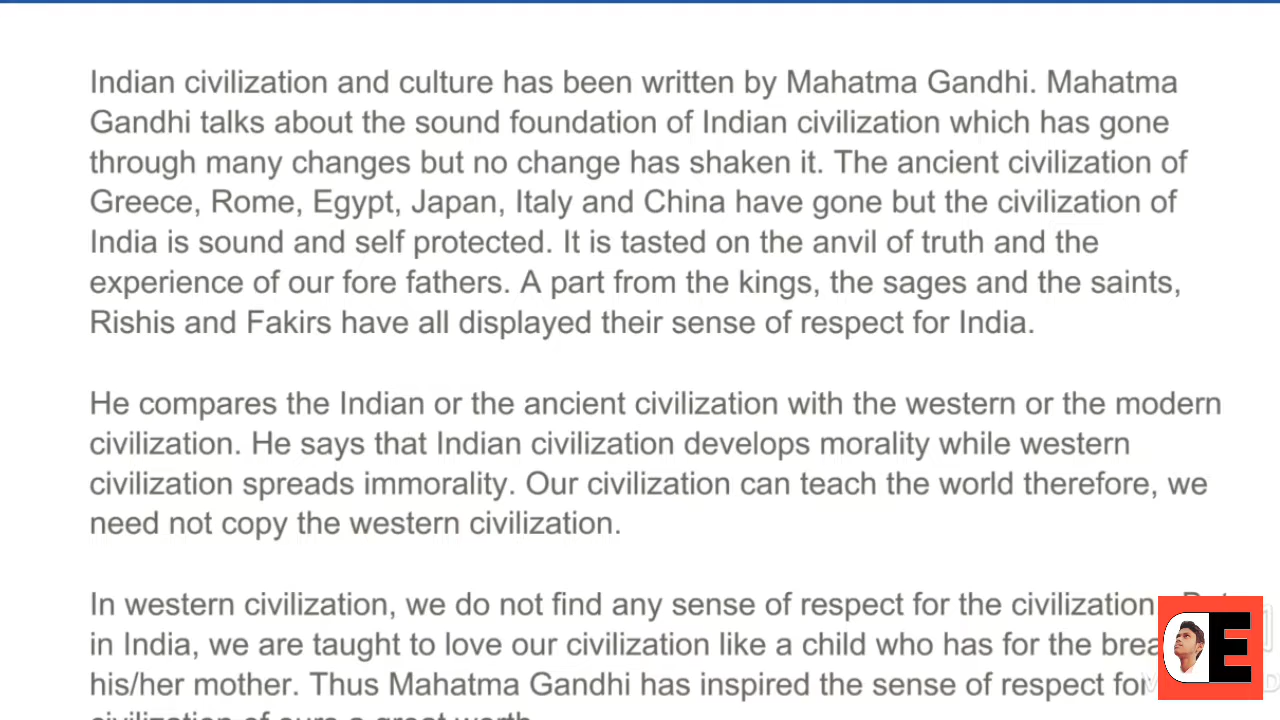 Indian civilization and culture has been written by Mahatma Gandhi. Mahatma
Gandhi talks about the sound foundation of Indian civilization which has gone
through many changes but no change has shaken it. The ancient civilization of
Greece, Rome, Egypt, Japan, Italy and China have gone but the civilization of
India is sound and self protected. It is tasted on the anvil of truth and the
experience of our fore fathers. A part from the kings, the sages and the saints,
Rishis and Fakirs have all displayed their sense of respect for India.
He compares the Indian or the ancient civilization with the western or the modern
civilization. He says that Indian civilization develops morality while western
civilization spreads immorality. Our civilization can teach the world therefore, we
need not copy the western civilization.
In western civilization, we do not find any sense of respect for the civilization
in India, we are taught to love our civilization like a child who has for the
his/her mother. Thus Mahatma Gandhi has inspired the sense of respect for
civilization of ours a great worth
E